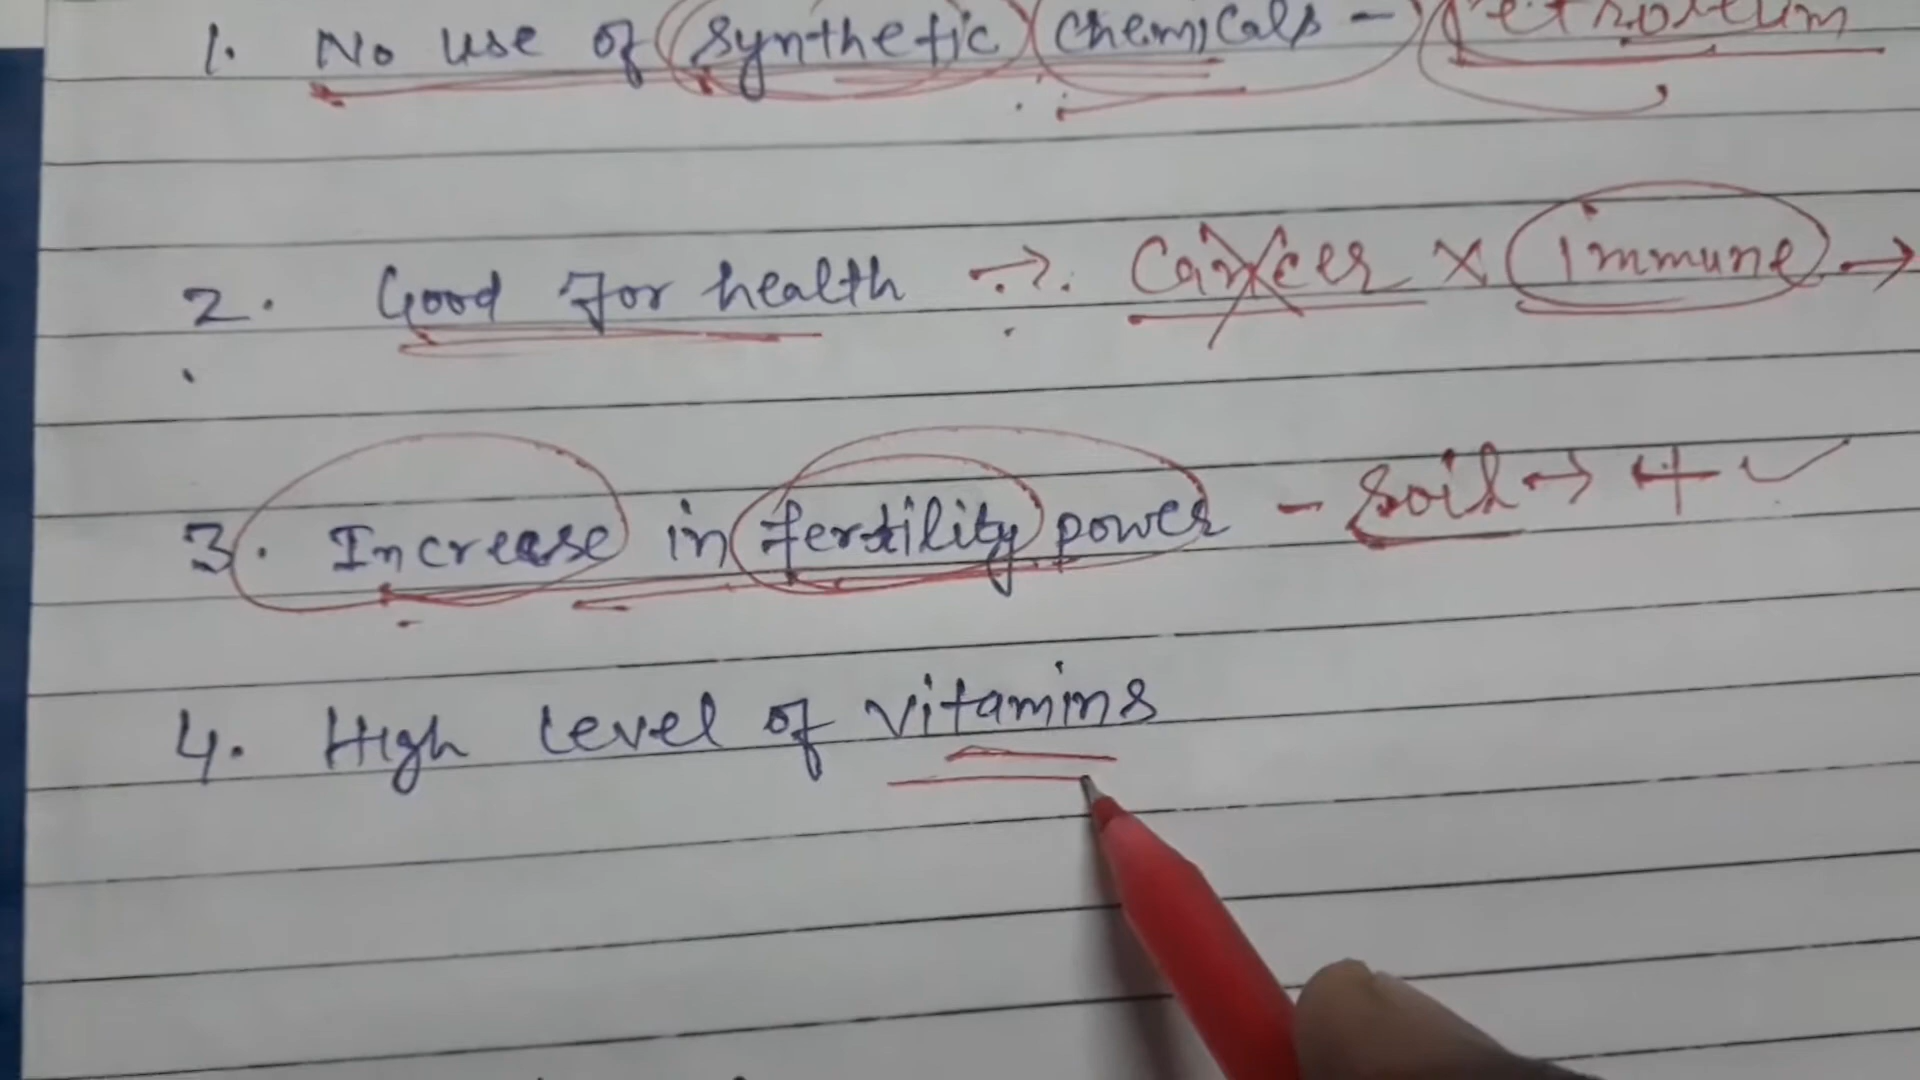 1. No use of synthetic chemicals - Petroleum
2. Good for health → Cancer × immune →
3. Increase in fertility power - Soil → + ✓
4. High level of vitamins